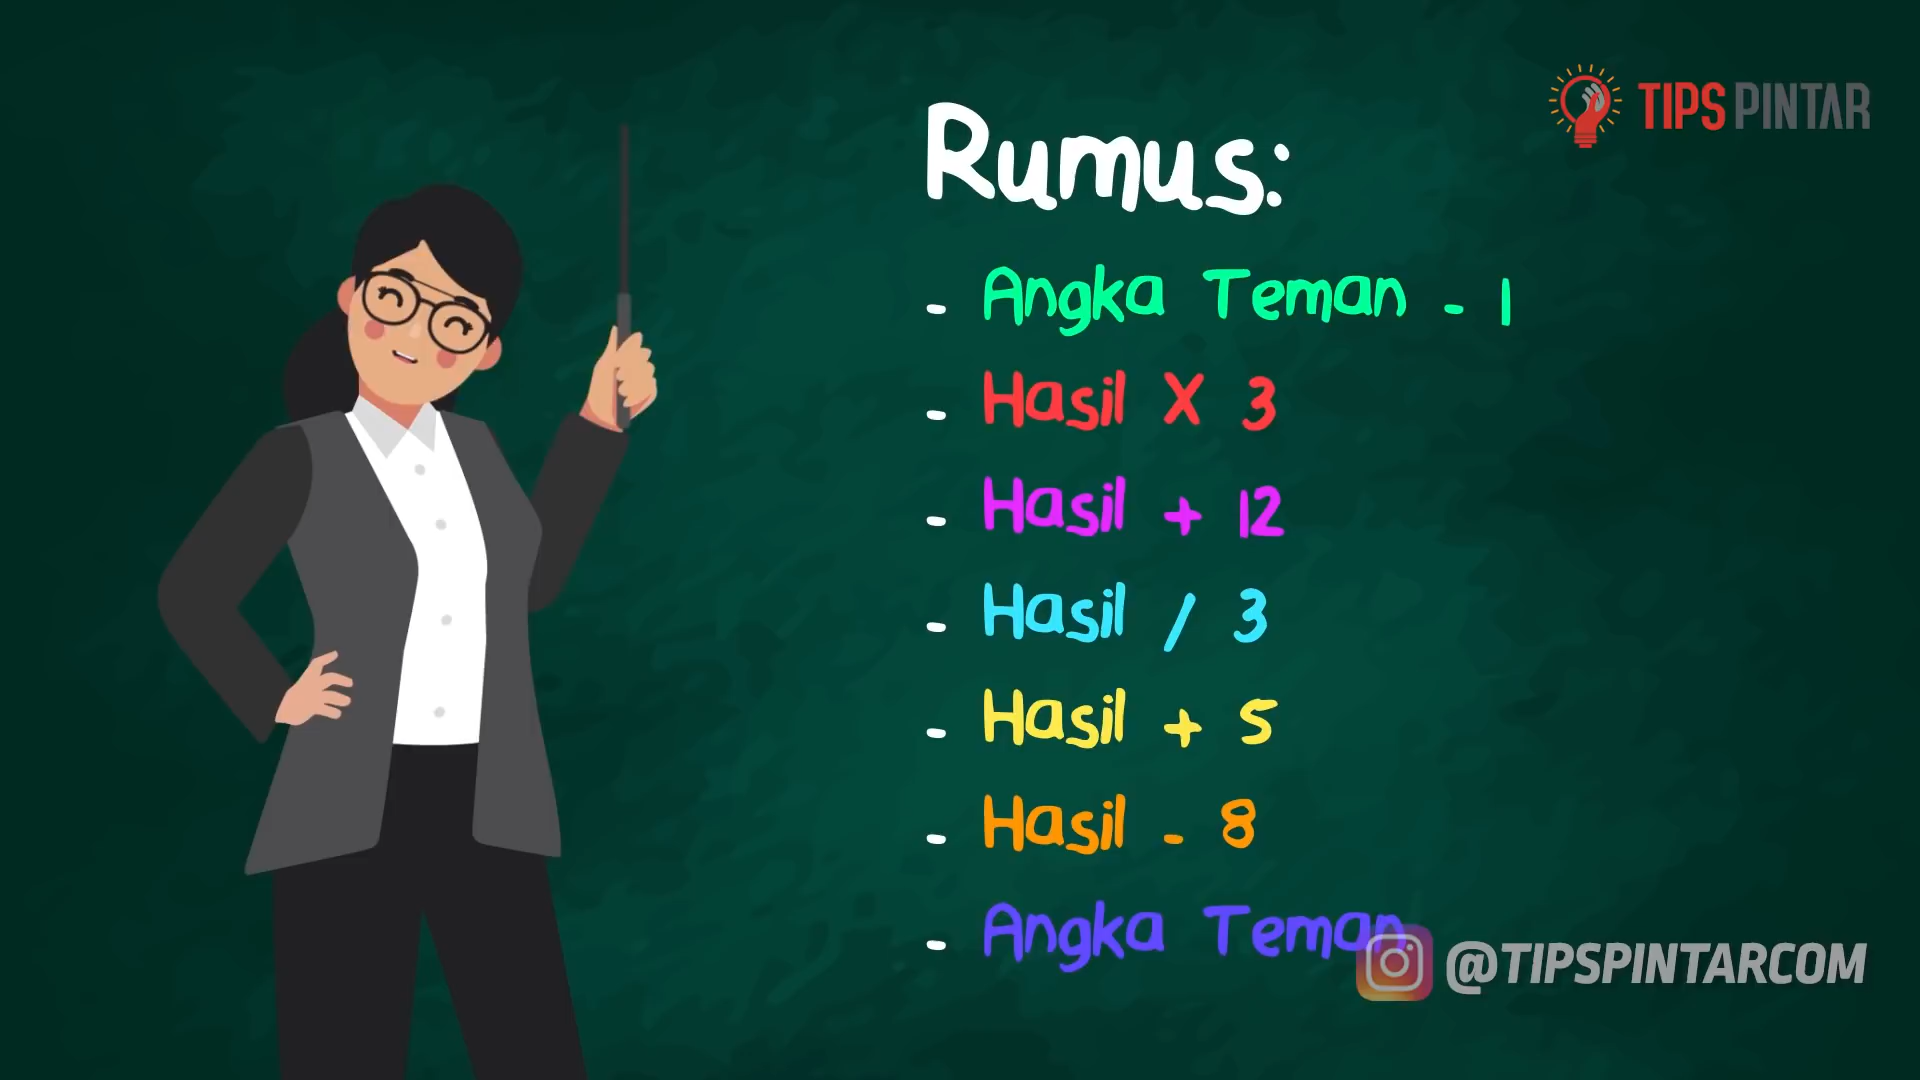 TIPS PINTAR
Rumus:
- Angka Teman - 1
- Hasil X 3
- Hasil + 12
- Hasil / 3
- Hasil + 5
- Hasil - 8
- Angka Teman
@TIPSPINTARCOM